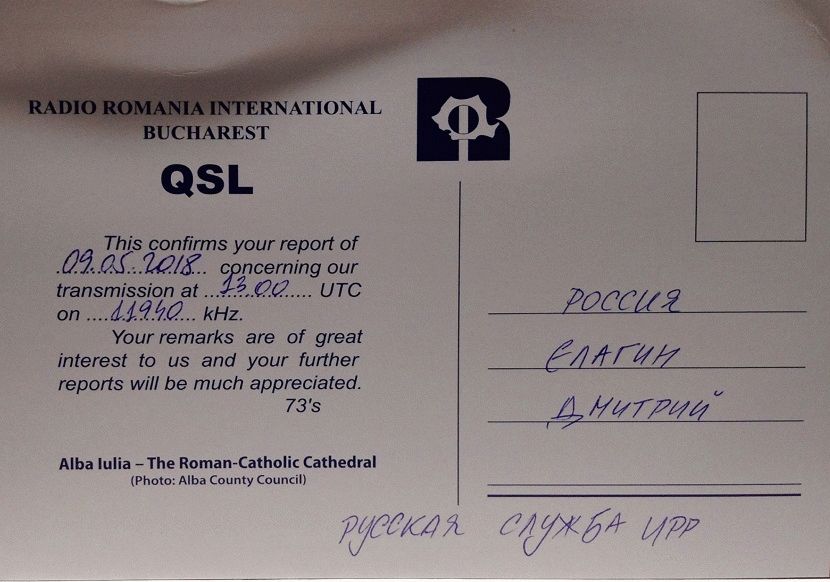 RADIO ROMANIA INTERNATIONAL
BUCHAREST
QSL
This confirms your report of
09.05.2018 concerning our
transmission at 13.00 UTC
on 11940 kHz.
Your remarks are of great
interest to us and your further
reports will be much appreciated.
73's
Alba Iulia – The Roman-Catholic Cathedral
(Photo: Alba County Council)
РОССИЯ
ЕЛАГИН
ДМИТРИЙ
РУССКАЯ СЛУЖБА ИРР